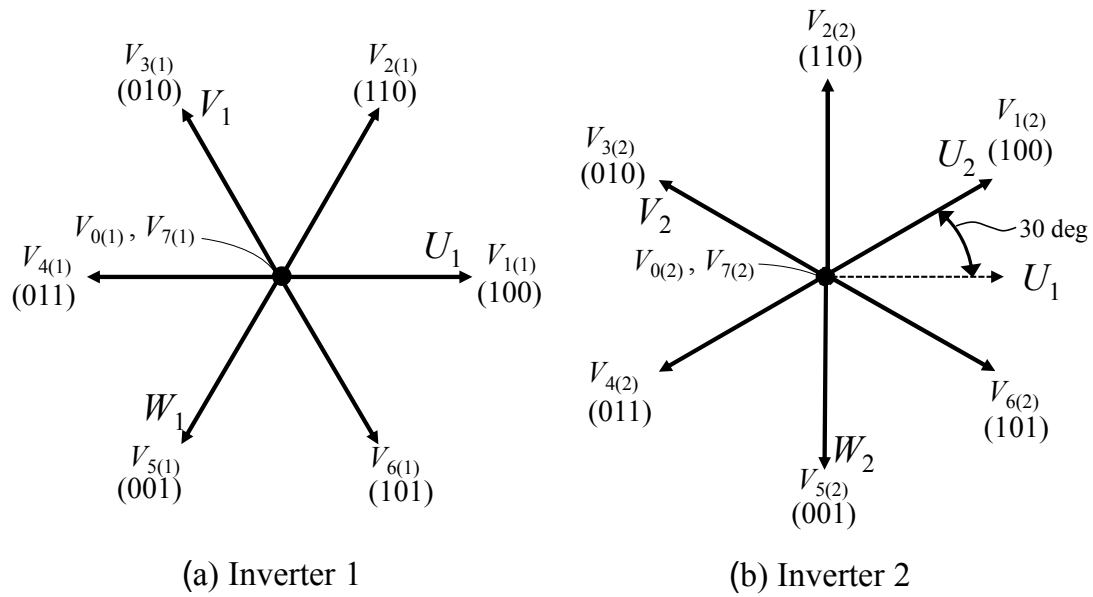 V3(1)
(010)
V1
V2(1)
(110)
V0(1) , V7(1)
V4(1)
(011)
U1
V1(1)
(100)
W1
V5(1)
(001)
V6(1)
(101)
(a) Inverter 1
V2(2)
(110)
V3(2)
(010)
V2
U2
V1(2)
(100)
30 deg
V0(2) , V7(2)
U1
V4(2)
(011)
V6(2)
(101)
W2
V5(2)
(001)
(b) Inverter 2